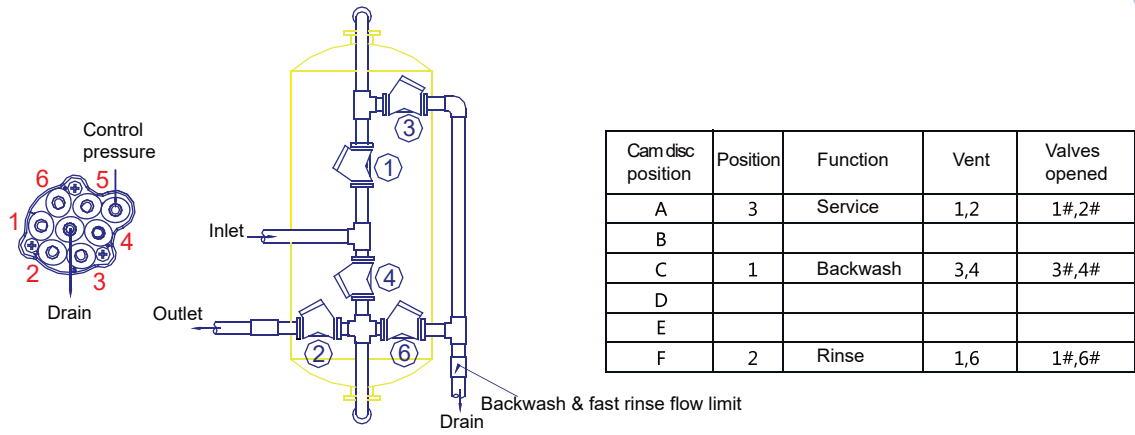 Control
pressure
6
5
1
4
2
3
Drain
3
1
Inlet
4
Outlet
2
6
Backwash & fast rinse flow limit
Drain
Cam disc position Position Function Vent Valves opened
A 3 Service 1,2 1#,2#
B
C 1 Backwash 3,4 3#,4#
D
E
F 2 Rinse 1,6 1#,6#